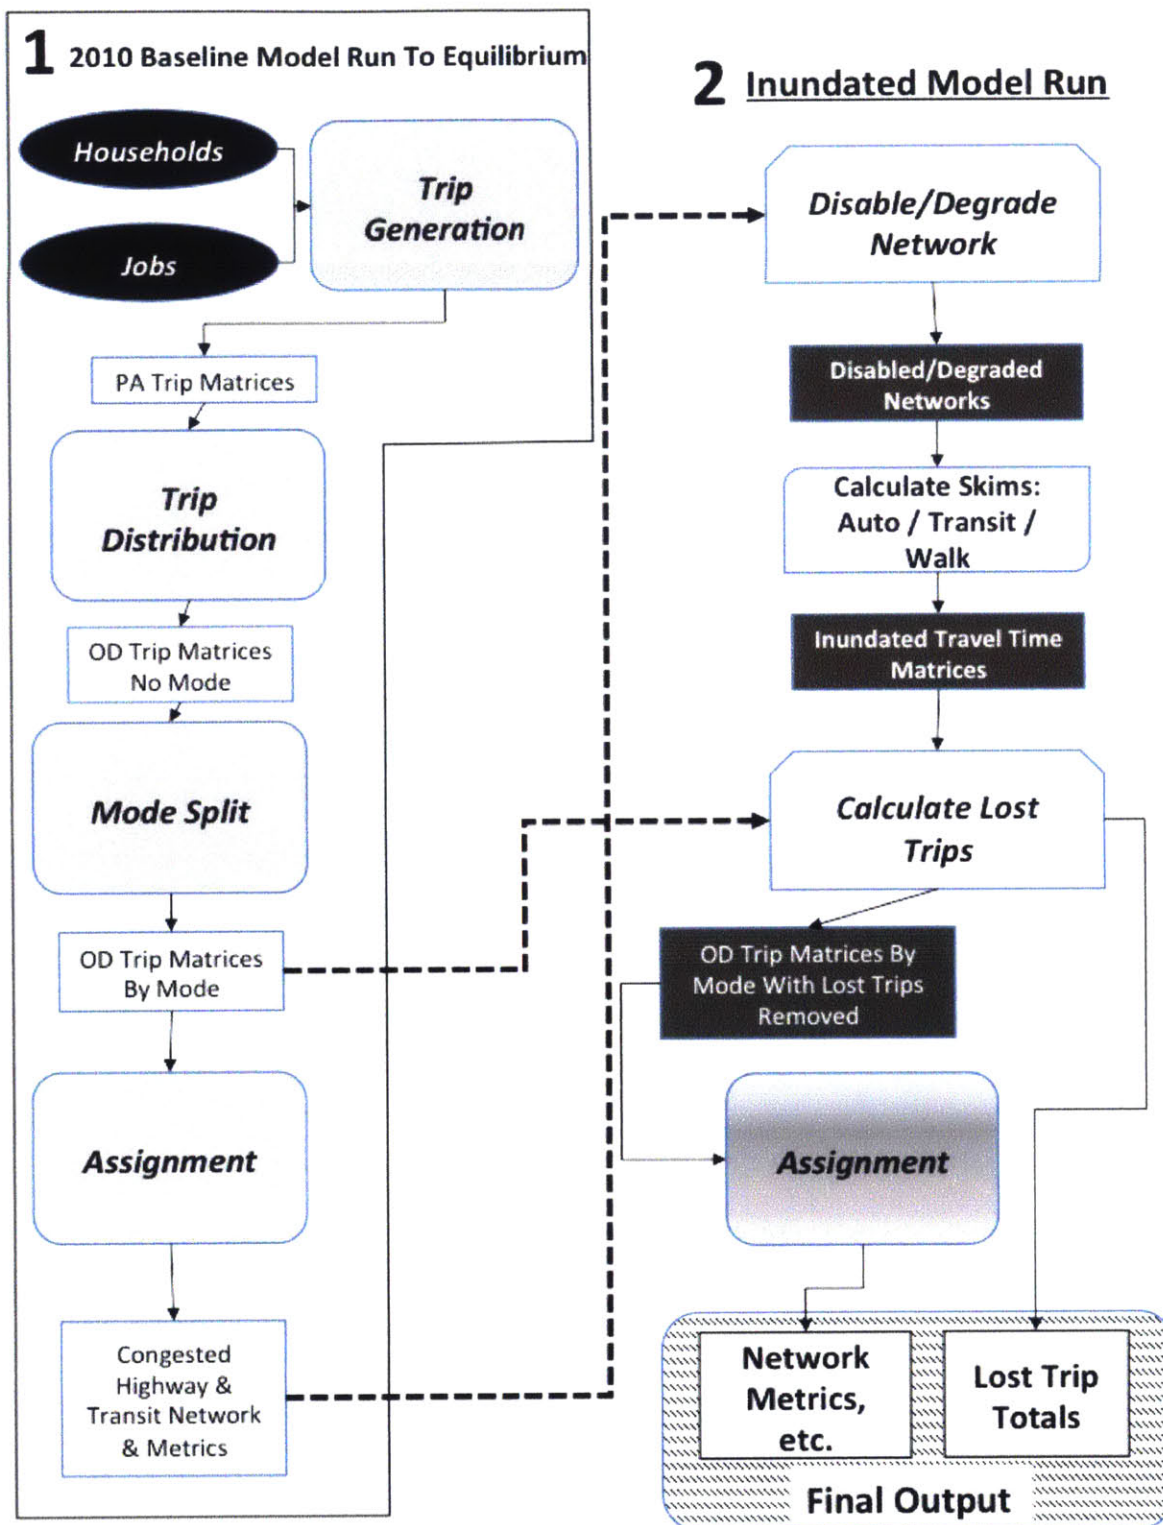 1 2010 Baseline Model Run To Equilibrium
Households
Jobs
Trip
Generation
PA Trip Matrices
Trip
Distribution
OD Trip Matrices
No Mode
Mode Split
OD Trip Matrices
By Mode
Assignment
Congested
Highway &
Transit Network
& Metrics
2 Inundated Model Run
Disable/Degrade
Network
Disabled/Degraded
Networks
Calculate Skims:
Auto / Transit /
Walk
Inundated Travel Time
Matrices
Calculate Lost
Trips
OD Trip Matrices By
Mode With Lost Trips
Removed
Assignment
Network
Metrics,
etc.
Lost Trip
Totals
Final Output